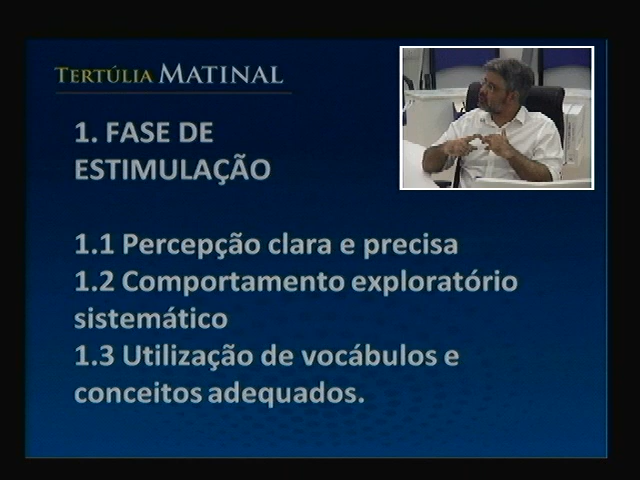 TERTÚLIA MATINAL
1. FASE DE
ESTIMULAÇÃO
1.1 Percepção clara e precisa
1.2 Comportamento exploratório
sistemático
1.3 Utilização de vocábulos e
conceitos adequados.